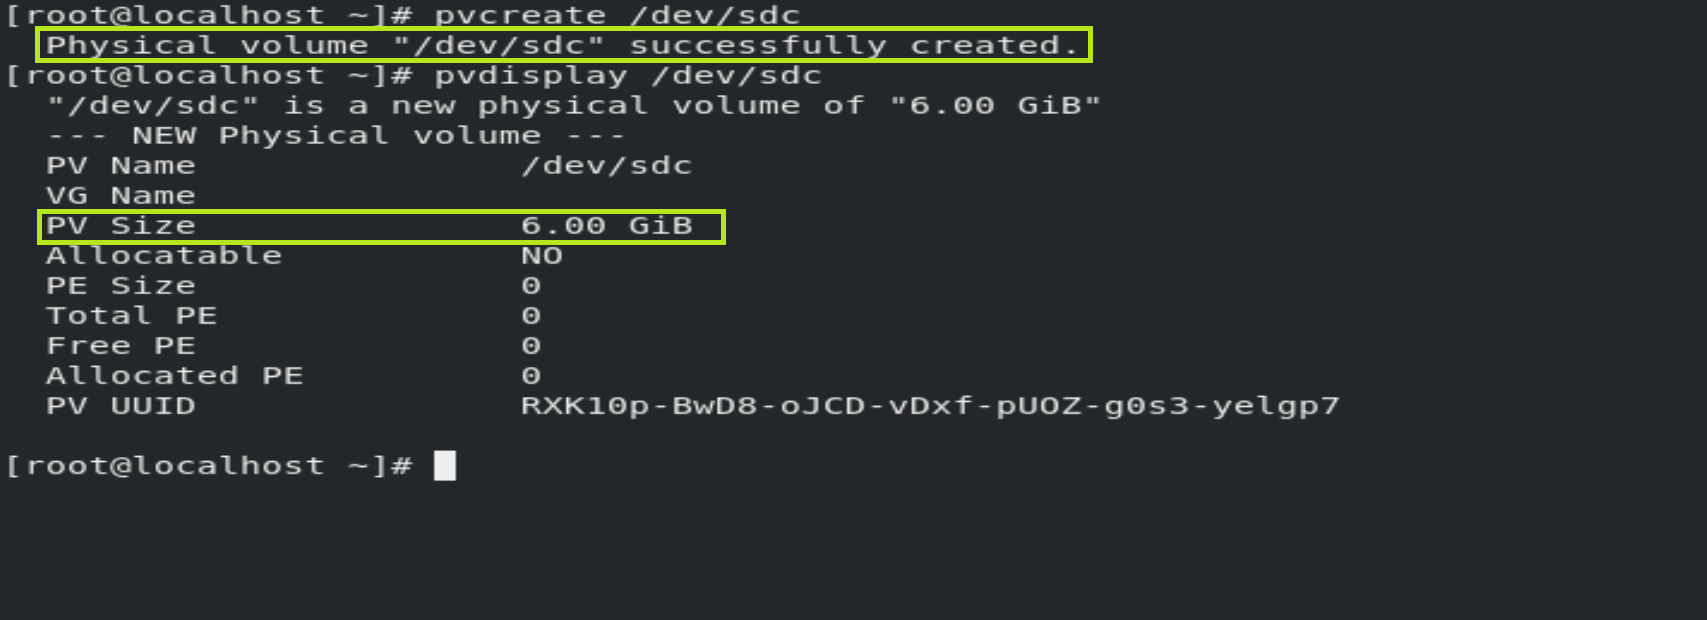 [root@localhost ~]# pvcreate /dev/sdc
Physical volume "/dev/sdc" successfully created.
[root@localhost ~]# pvdisplay /dev/sdc
"/dev/sdc" is a new physical volume of "6.00 GiB"
--- NEW Physical volume ---
PV Name /dev/sdc
VG Name
PV Size 6.00 GiB
Allocatable NO
PE Size 0
Total PE 0
Free PE 0
Allocated PE 0
PV UUID RXK10p-BwD8-oJCD-vDxf-pUOZ-g0s3-yelgp7
[root@localhost ~]#